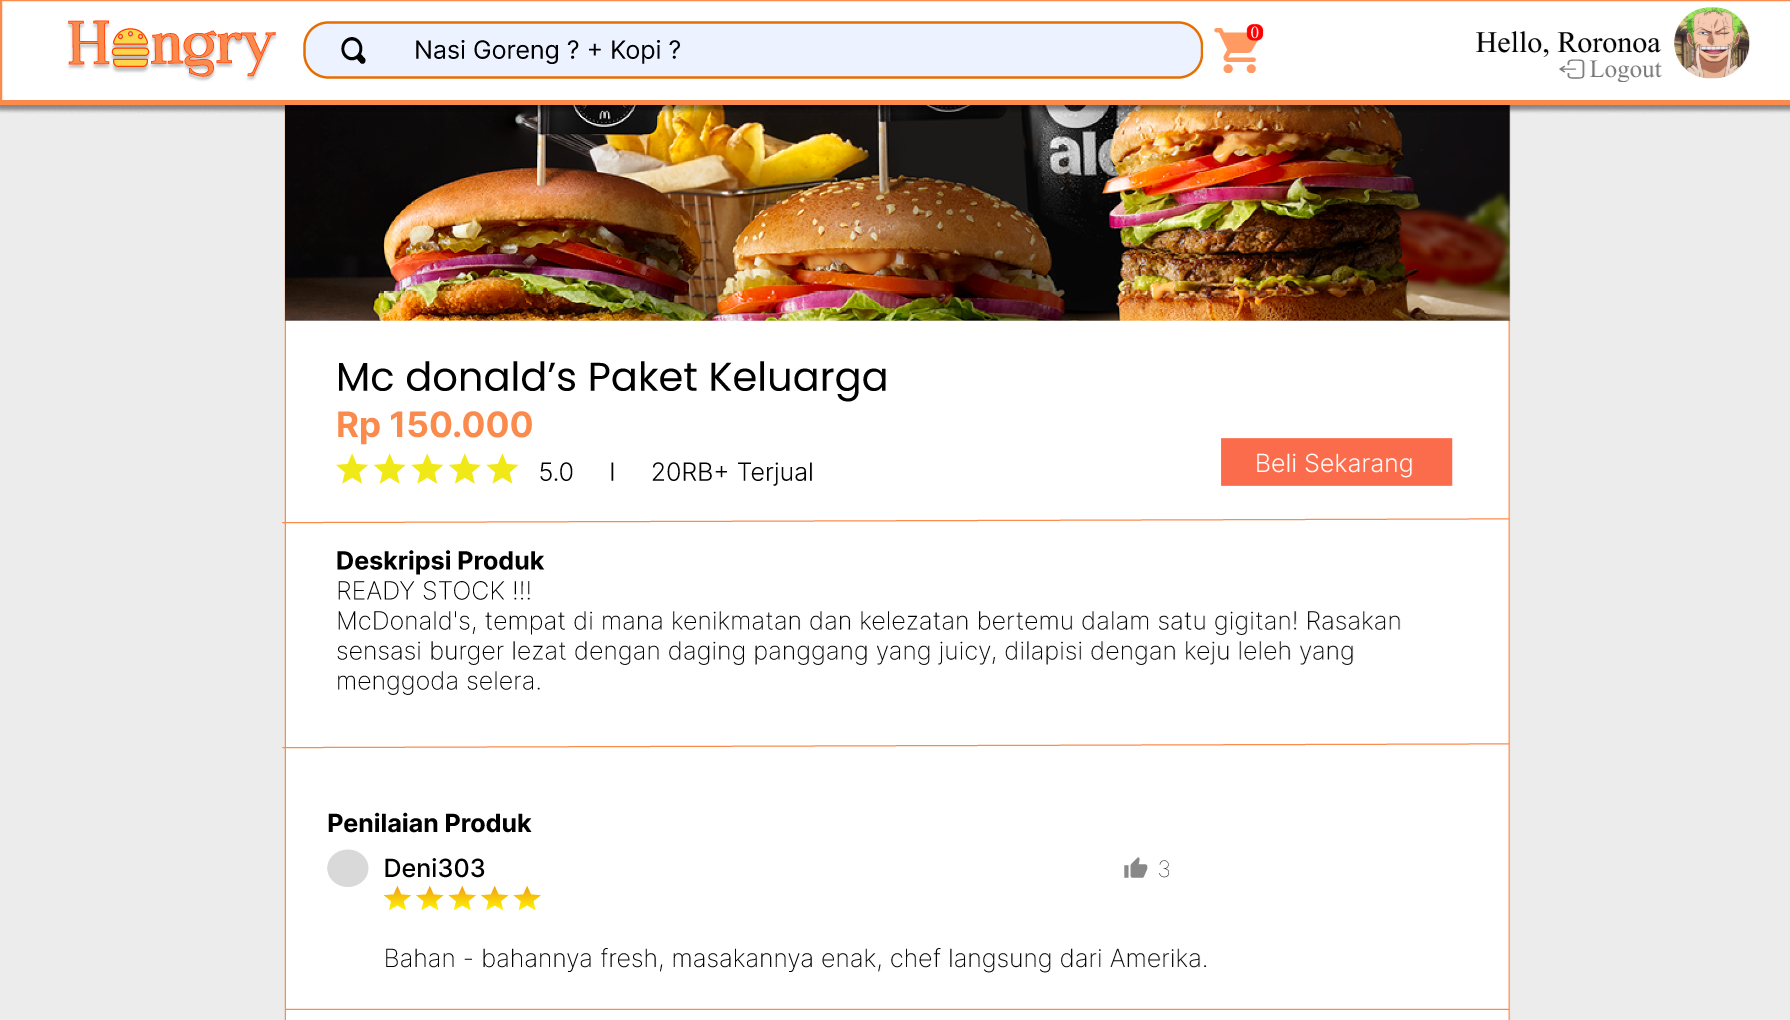 Hungry
Nasi Goreng ? + Kopi ?
0
Hello, Roronoa
Logout
Mc donald’s Paket Keluarga
Rp 150.000
5.0 | 20RB+ Terjual
Beli Sekarang
Deskripsi Produk
READY STOCK !!!
McDonald's, tempat di mana kenikmatan dan kelezatan bertemu dalam satu gigitan! Rasakan
sensasi burger lezat dengan daging panggang yang juicy, dilapisi dengan keju leleh yang
menggoda selera.
Penilaian Produk
Deni303
3
Bahan - bahannya fresh, masakannya enak, chef langsung dari Amerika.